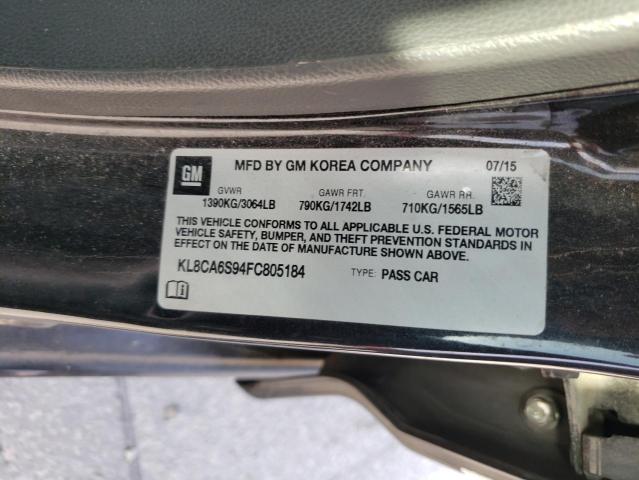 GM MFD BY GM KOREA COMPANY 07/15
GVWR GAWR FRT. GAWR RR.
1390KG/3064LB 790KG/1742LB 710KG/1565LB
THIS VEHICLE CONFORMS TO ALL APPLICABLE U.S. FEDERAL MOTOR
VEHICLE SAFETY, BUMPER, AND THEFT PREVENTION STANDARDS IN
EFFECT ON THE DATE OF MANUFACTURE SHOWN ABOVE.
KL8CA6S94FC805184 TYPE: PASS CAR